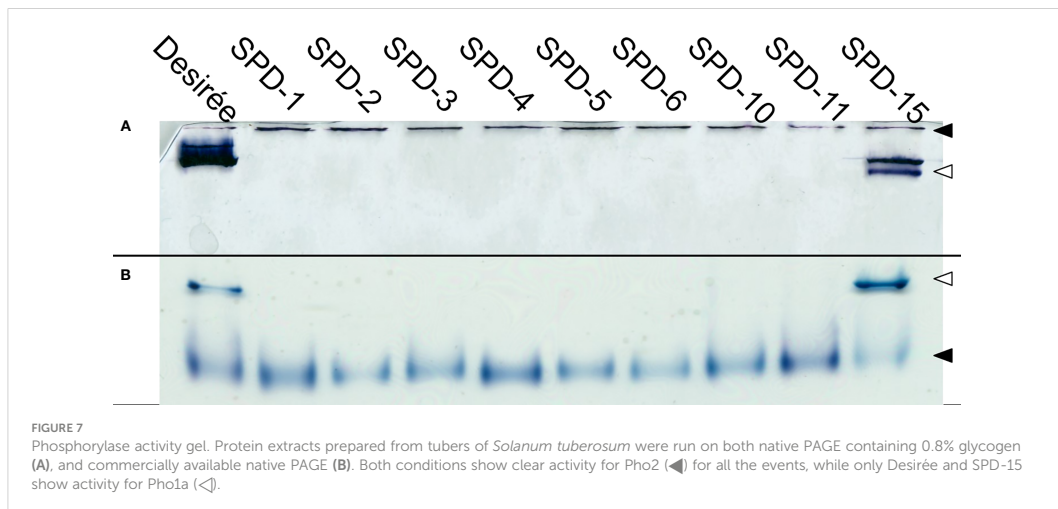 Desirée SPD-1 SPD-2 SPD-3 SPD-4 SPD-5 SPD-6 SPD-10 SPD-11 SPD-15
A
B
FIGURE 7
Phosphorylase activity gel. Protein extracts prepared from tubers of Solanum tuberosum were run on both native PAGE containing 0.8% glycogen
(A), and commercially available native PAGE (B). Both conditions show clear activity for Pho2 (◀) for all the events, while only Desirée and SPD-15
show activity for Pho1a (◁).